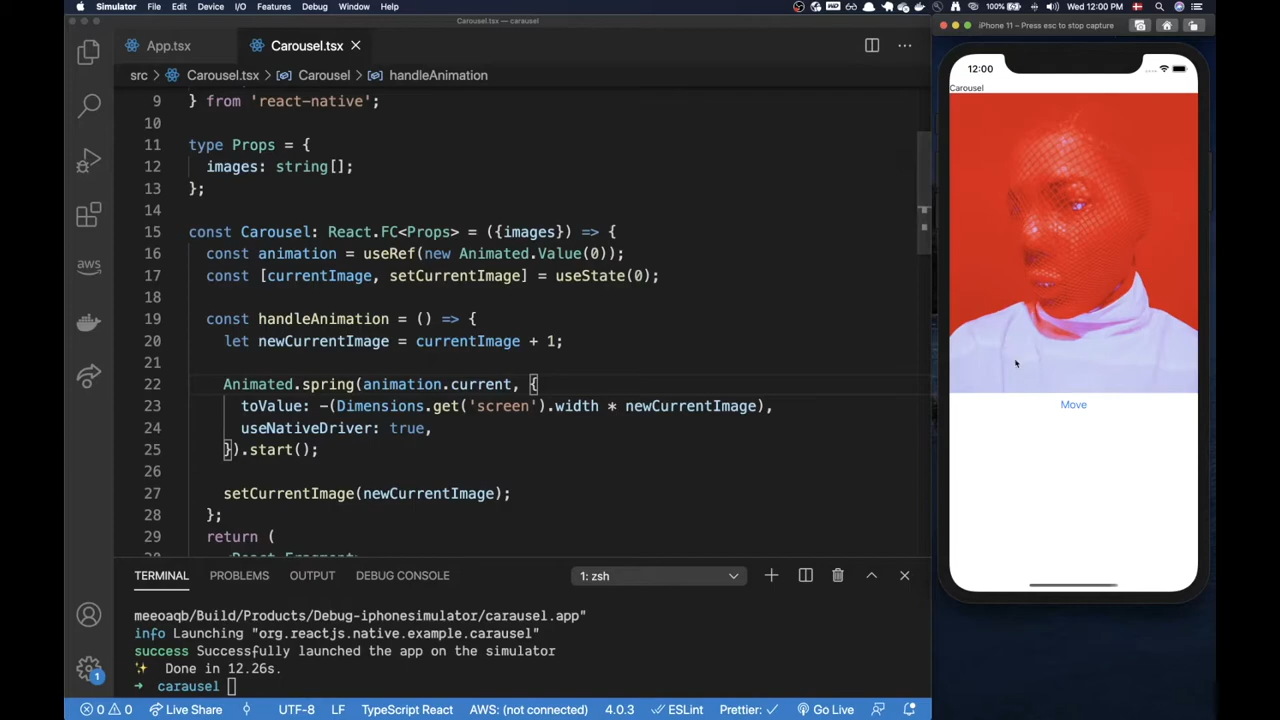 Simulator File Edit Device I/O Features Debug Window Help
100% Wed 12:00 PM
Carousel.tsx — carausel
iPhone 11 – Press esc to stop capture
App.tsx Carousel.tsx
src > Carousel.tsx > Carousel > handleAnimation
9 } from 'react-native';
10
11 type Props = {
12 images: string[];
13 };
14
15 const Carousel: React.FC<Props> = ({images}) => {
16 const animation = useRef(new Animated.Value(0));
17 const [currentImage, setCurrentImage] = useState(0);
18
19 const handleAnimation = () => {
20 let newCurrentImage = currentImage + 1;
21
22 Animated.spring(animation.current, {
23 toValue: -(Dimensions.get('screen').width * newCurrentImage),
24 useNativeDriver: true,
25 }).start();
26
27 setCurrentImage(newCurrentImage);
28 };
29 return (
30 <React.Fragment>
TERMINAL PROBLEMS OUTPUT DEBUG CONSOLE 1: zsh
meeoaqb/Build/Products/Debug-iphonesimulator/carausel.app"
info Launching "org.reactjs.native.example.carausel"
success Successfully launched the app on the simulator
✨ Done in 12.26s.
→ carausel
1
0 0 Live Share UTF-8 LF TypeScript React AWS: (not connected) 4.0.3 ESLint Prettier: ✓ Go Live
12:00
Carousel
Move